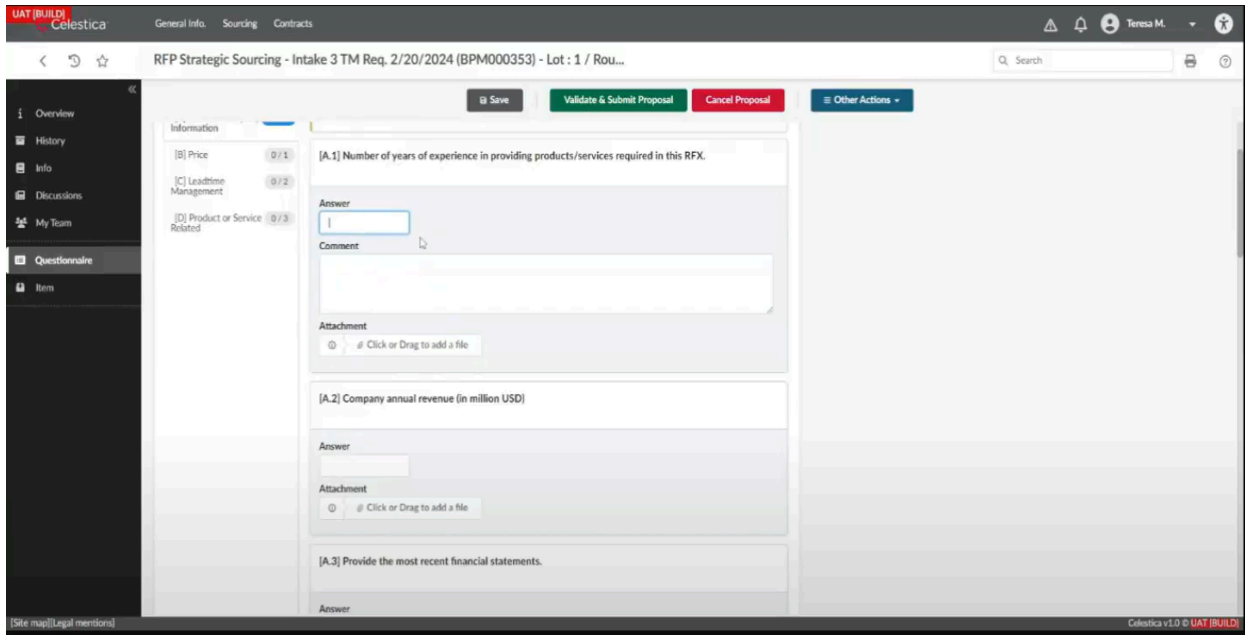 UAT [BUILD]
Celestica
General Info. Sourcing Contracts
Teresa M.
RFP Strategic Sourcing - Intake 3 TM Req. 2/20/2024 (BPM000353) - Lot : 1 / Rou...
Search
Save
Validate & Submit Proposal
Cancel Proposal
Other Actions
Overview
History
Info
Discussions
My Team
Questionnaire
Item
Information
[B] Price 0/1
[C] Leadtime 0/2
Management
[D] Product or Service 0/3
Related
[A.1] Number of years of experience in providing products/services required in this RFX.
Answer
Comment
Attachment
Click or Drag to add a file
[A.2] Company annual revenue (in million USD)
Answer
Attachment
Click or Drag to add a file
[A.3] Provide the most recent financial statements.
Answer
[Site map][Legal mentions]
Celestica v1.0 © UAT [BUILD]